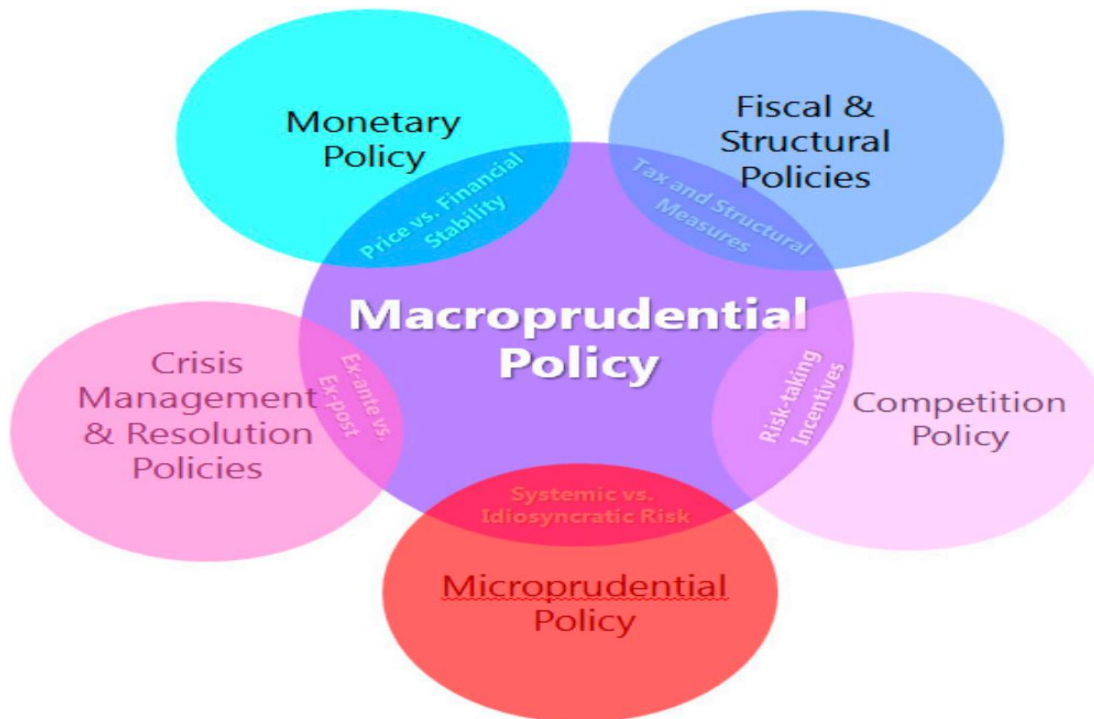 Monetary
Policy
Fiscal &
Structural
Policies
Price vs. Financial
Stability
Tax and Structural
Measures
Macroprudential
Policy
Crisis
Management
& Resolution
Policies
Ex-ante vs.
Ex-post
Risk-taking
Incentives
Competition
Policy
Systemic vs.
Idiosyncratic Risk
Microprudential
Policy